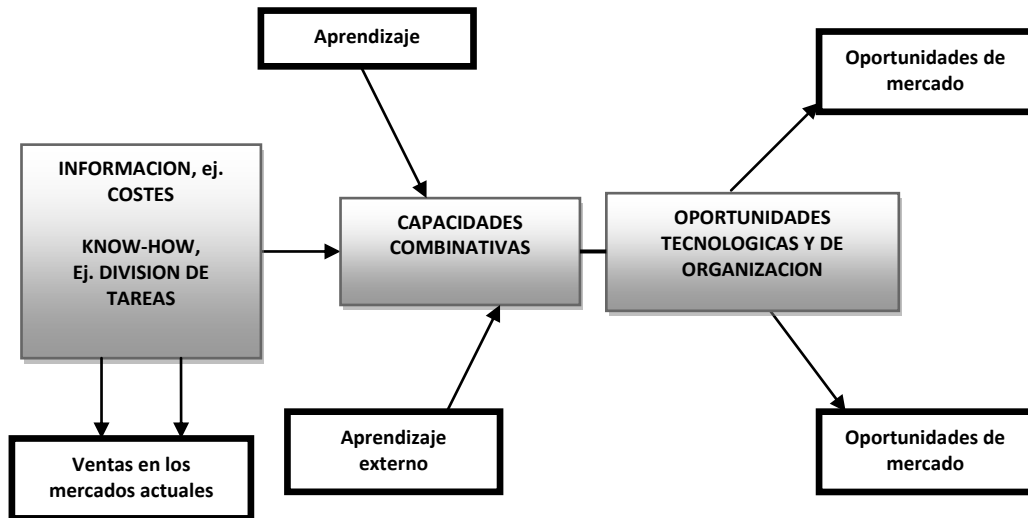 Aprendizaje
Oportunidades de
mercado
INFORMACION, ej.
COSTES
KNOW-HOW,
Ej. DIVISION DE
TAREAS
CAPACIDADES
COMBINATIVAS
OPORTUNIDADES
TECNOLOGICAS Y DE
ORGANIZACION
Ventas en los
mercados actuales
Aprendizaje
externo
Oportunidades de
mercado